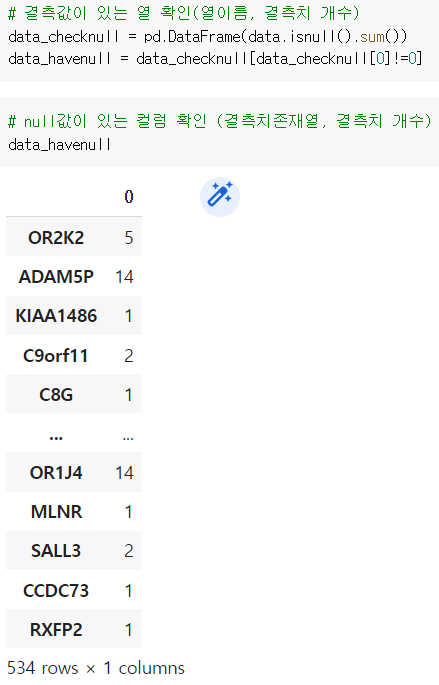 # 결측값이 있는 열 확인(열이름, 결측치 개수)
data_checknull = pd.DataFrame(data.isnull().sum())
data_havenull = data_checknull[data_checknull[0]!=0]
# null값이 있는 컬럼 확인 (결측치존재열, 결측치 개수)
data_havenull
0
OR2K2 5
ADAM5P 14
KIAA1486 1
C9orf11 2
C8G 1
... ...
OR1J4 14
MLNR 1
SALL3 2
CCDC73 1
RXFP2 1
534 rows × 1 columns